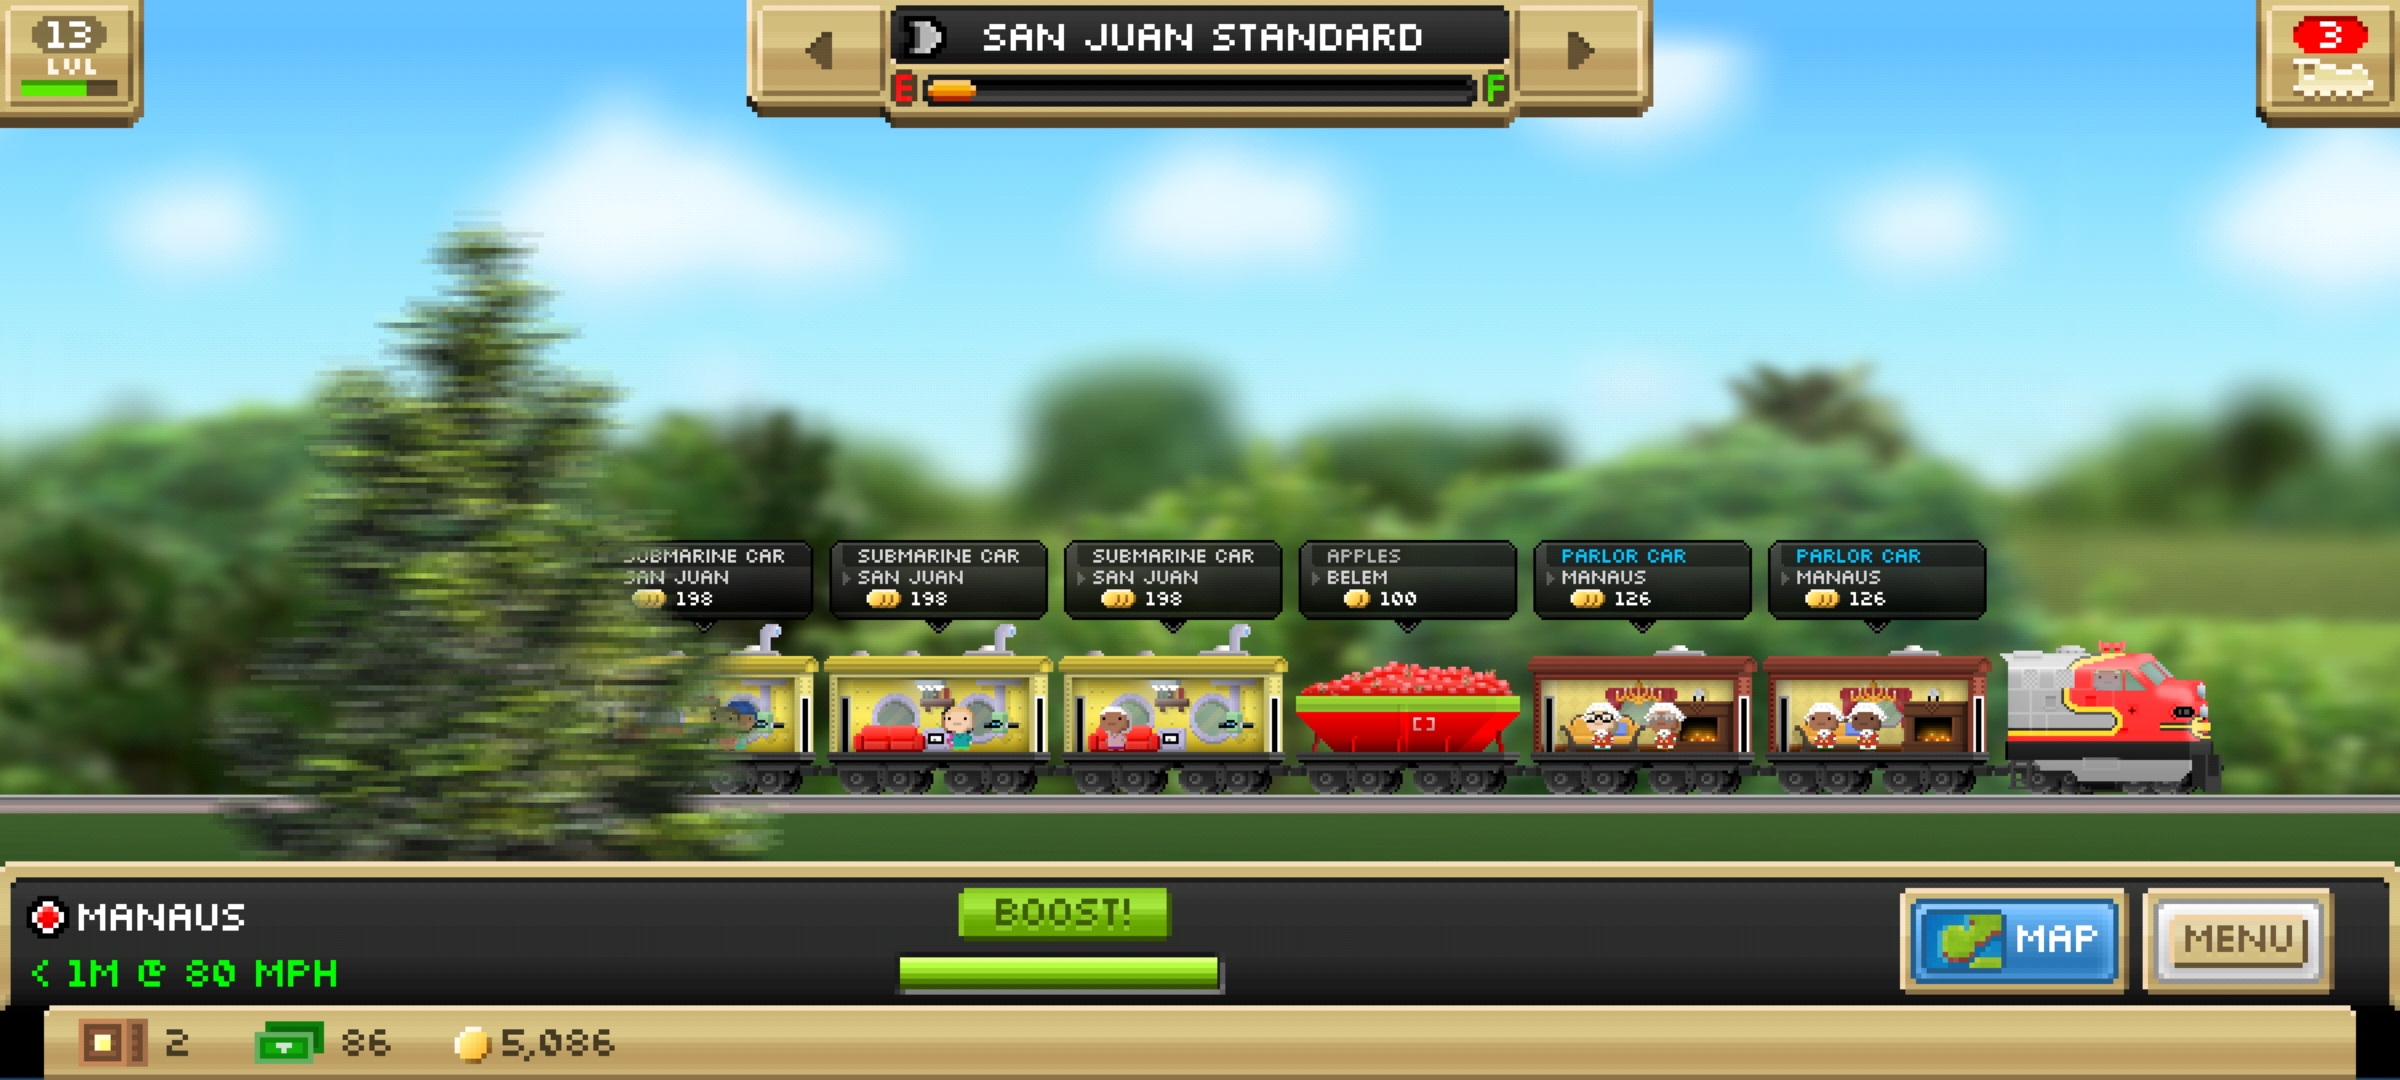 13
LVL
SAN JUAN STANDARD
E F
3
SUBMARINE CAR
SAN JUAN
198
SUBMARINE CAR
SAN JUAN
198
SUBMARINE CAR
SAN JUAN
198
APPLES
BELEM
100
PARLOR CAR
MANAUS
126
PARLOR CAR
MANAUS
126
MANAUS
< 1M @ 80 MPH
BOOST!
MAP
MENU
2 86 5,086